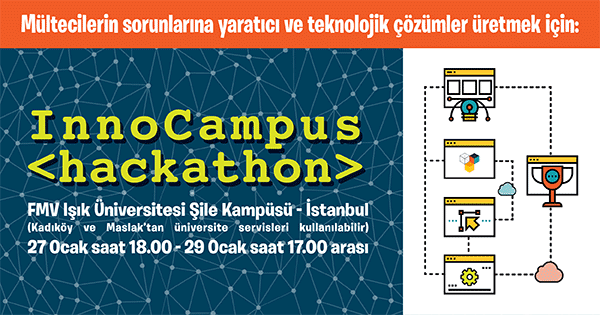 Mültecilerin sorunlarına yaratıcı ve teknolojik çözümler üretmek için:
InnoCampus
<hackathon>
FMV Işık Üniversitesi Şile Kampüsü - İstanbul
(Kadıköy ve Maslak'tan üniversite servisleri kullanılabilir)
27 Ocak saat 18.00 - 29 Ocak saat 17.00 arası